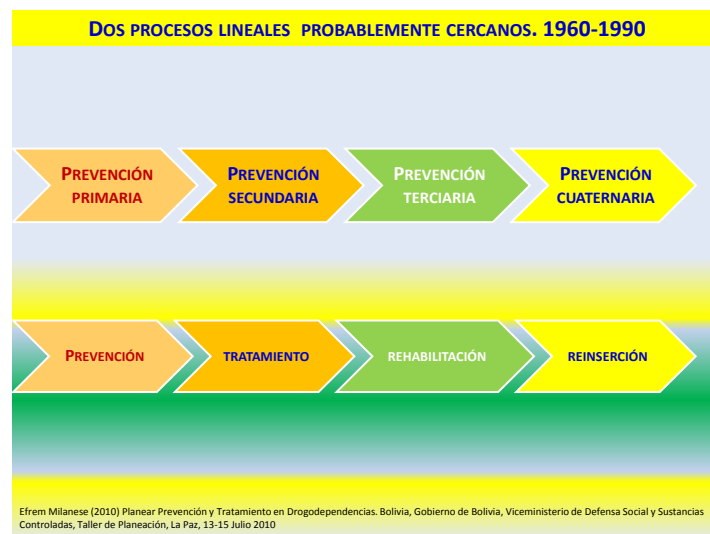 DOS PROCESOS LINEALES PROBABLEMENTE CERCANOS. 1960-1990
PREVENCIÓN
PRIMARIA
PREVENCIÓN
SECUNDARIA
PREVENCIÓN
TERCIARIA
PREVENCIÓN
CUATERNARIA
PREVENCIÓN
TRATAMIENTO
REHABILITACIÓN
REINSERCIÓN
Efrem Milanese (2010) Planear Prevención y Tratamiento en Drogodependencias. Bolivia, Gobierno de Bolivia, Viceministerio de Defensa Social y Sustancias
Controladas, Taller de Planeación, La Paz, 13-15 Julio 2010